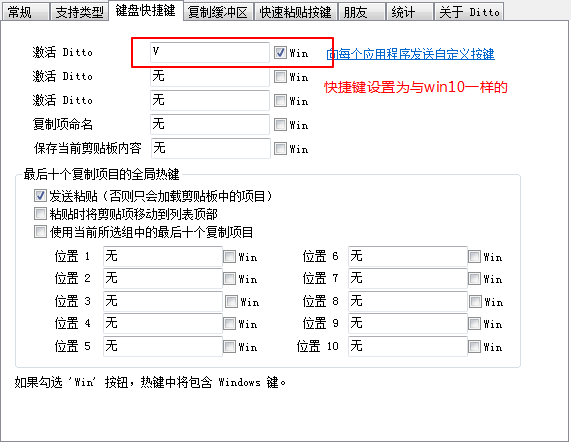 常规 支持类型 键盘快捷键 复制缓冲区 快速粘贴按键 朋友 统计 关于 Ditto
激活 Ditto V Win 向每个应用程序发送自定义按键
激活 Ditto 无 Win 快捷键设置为与win10一样的
激活 Ditto 无 Win
复制项命名 无 Win
保存当前剪贴板内容 无 Win
最后十个复制项目的全局热键
发送粘贴（否则只会加载剪贴板中的项目）
粘贴时将剪贴项移动到列表顶部
使用当前所选组中的最后十个复制项目
位置 1 无 Win 位置 6 无 Win
位置 2 无 Win 位置 7 无 Win
位置 3 无 Win 位置 8 无 Win
位置 4 无 Win 位置 9 无 Win
位置 5 无 Win 位置 10 无 Win
如果勾选 'Win' 按钮，热键中将包含 Windows 键。